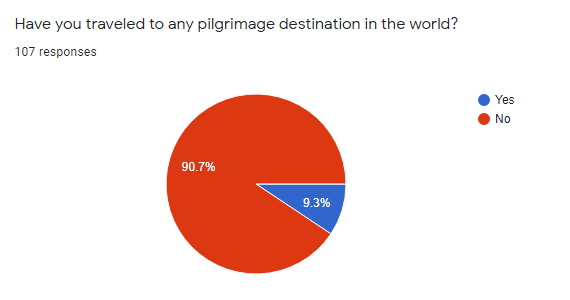 Have you traveled to any pilgrimage destination in the world?
107 responses
Yes
No
90.7%
9.3%